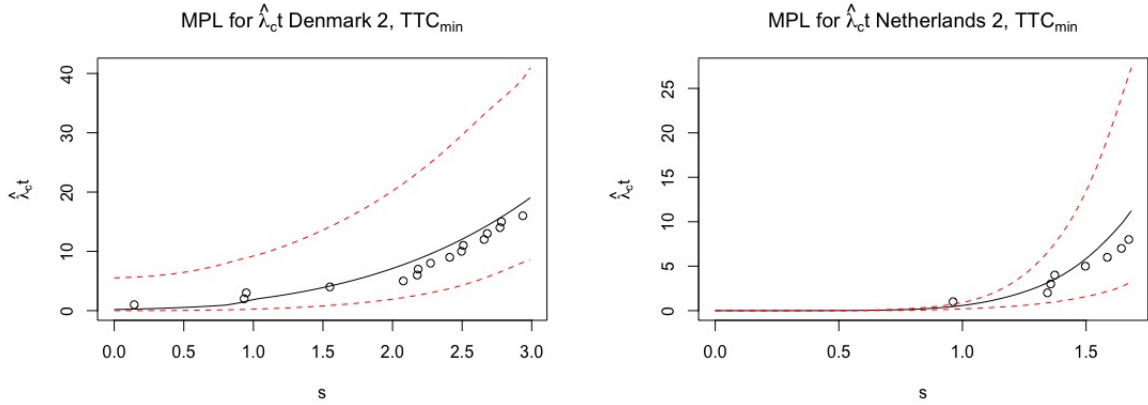 MPL for λ̂ct Denmark 2, TTCmin
λ̂ct
40
30
20
10
0
0.0 0.5 1.0 1.5 2.0 2.5 3.0
s
MPL for λ̂ct Netherlands 2, TTCmin
λ̂ct
25
20
15
10
5
0
0.0 0.5 1.0 1.5
s